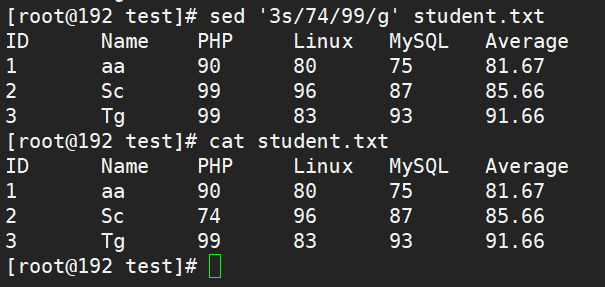 [root@192 test]# sed '3s/74/99/g' student.txt
ID Name PHP Linux MySQL Average
1 aa 90 80 75 81.67
2 Sc 99 96 87 85.66
3 Tg 99 83 93 91.66
[root@192 test]# cat student.txt
ID Name PHP Linux MySQL Average
1 aa 90 80 75 81.67
2 Sc 74 96 87 85.66
3 Tg 99 83 93 91.66
[root@192 test]#